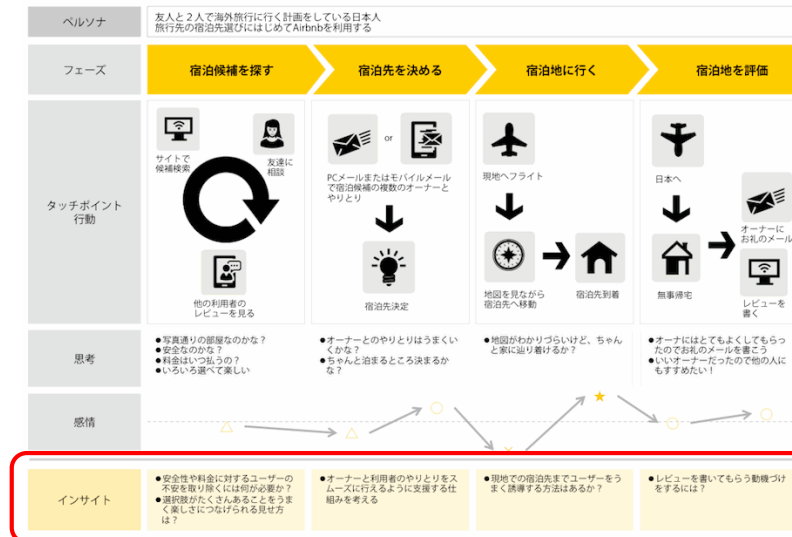 ペルソナ
友人と2人で海外旅行に行く計画をしている日本人
旅行先の宿泊先選びにはじめてAirbnbを利用する
フェーズ
宿泊候補を探す
宿泊先を決める
宿泊地に行く
宿泊地を評価
タッチポイント
行動
サイトで
候補検索
友達に
相談
他の利用者の
レビューを見る
or
PCメールまたはモバイルメール
で宿泊候補の複数のオーナーと
やりとり
宿泊先決定
現地へフライト
地図を見ながら
宿泊先へ移動
宿泊先到着
日本へ
無事帰宅
オーナーに
お礼のメール
レビューを
書く
思考
●写真通りの部屋なのかな？
●安全なのかな？
●料金はいつ払うの？
●いろいろ選べて楽しい
●オーナーとのやりとりはうまくい
くかな？
●ちゃんと泊まるところ決まるか
な？
●地図がわかりづらいけど、ちゃん
と家に辿り着けるか？
●オーナにはとてもよくしてもらっ
たのでお礼のメールを書こう
●いいオーナーだったので他の人に
もすすめたい！
感情
インサイト
●安全性や料金に対するユーザーの
不安を取り除くには何が必要か？
●選択肢がたくさんあることをうま
く楽しさにつなげられる見せ方
は？
●オーナーと利用者のやりとりをス
ムーズに行えるように支援する仕
組みを考える
●現地での宿泊先までユーザーをう
まく誘導する方法はあるか？
●レビューを書いてもらう動機づけ
をするには？